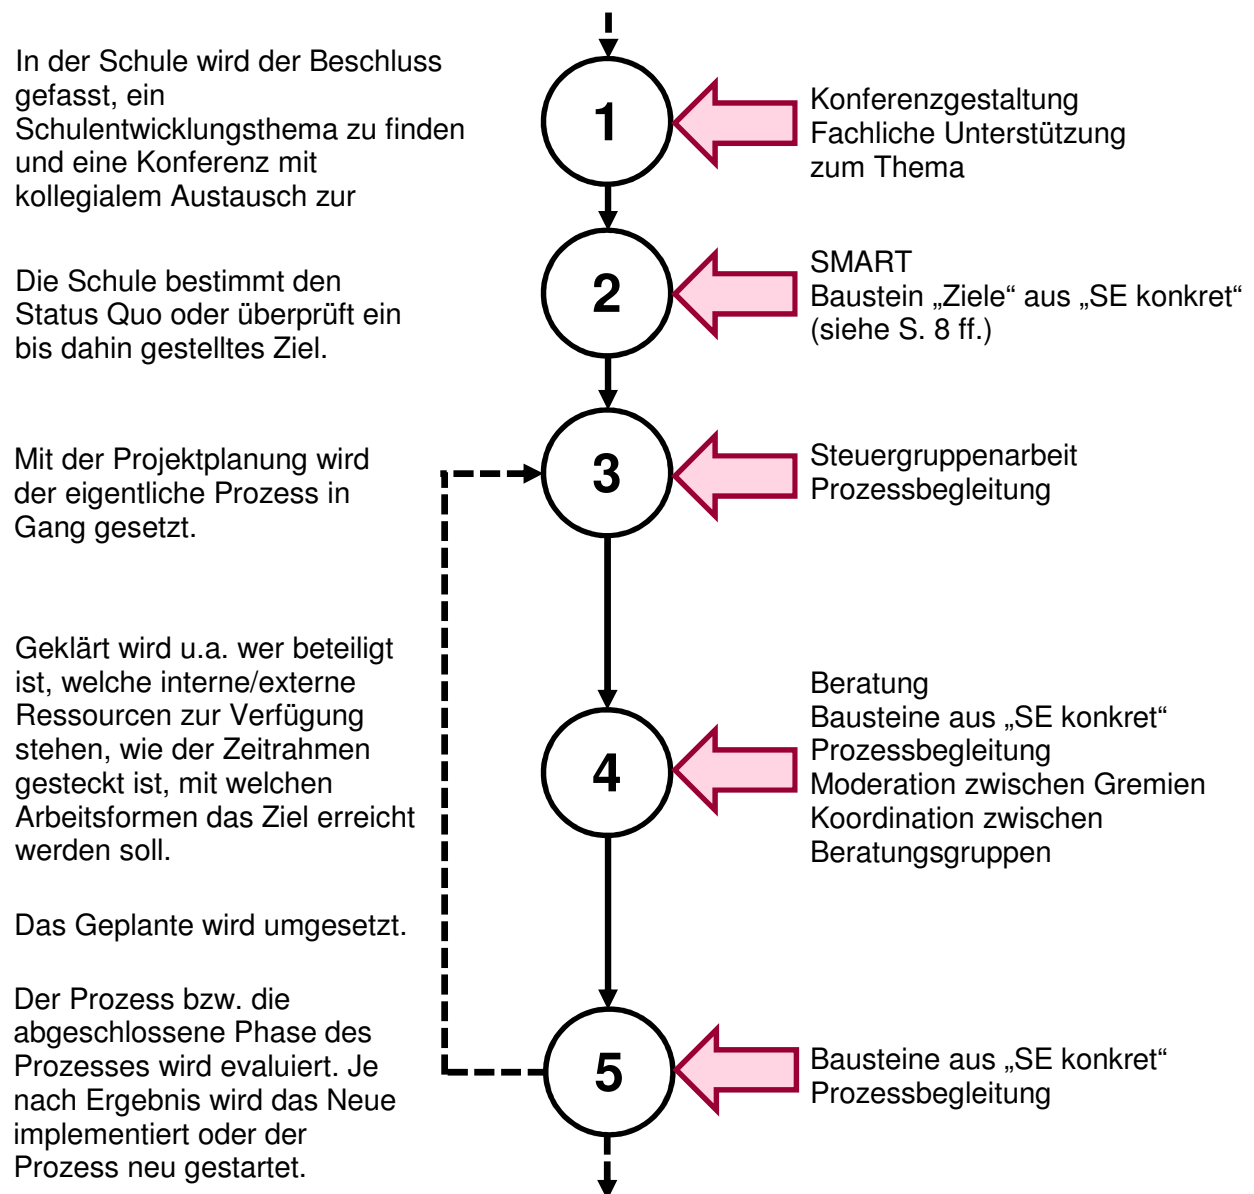 In der Schule wird der Beschluss
gefasst, ein
Schulentwicklungsthema zu finden
und eine Konferenz mit
kollegialem Austausch zur
1
Konferenzgestaltung
Fachliche Unterstützung
zum Thema
Die Schule bestimmt den
Status Quo oder überprüft ein
bis dahin gestelltes Ziel.
2
SMART
Baustein „Ziele“ aus „SE konkret“
(siehe S. 8 ff.)
Mit der Projektplanung wird
der eigentliche Prozess in
Gang gesetzt.
3
Steuergruppenarbeit
Prozessbegleitung
Geklärt wird u.a. wer beteiligt
ist, welche interne/externe
Ressourcen zur Verfügung
stehen, wie der Zeitrahmen
gesteckt ist, mit welchen
Arbeitsformen das Ziel erreicht
werden soll.
4
Beratung
Bausteine aus „SE konkret“
Prozessbegleitung
Moderation zwischen Gremien
Koordination zwischen
Beratungsgruppen
Das Geplante wird umgesetzt.
Der Prozess bzw. die
abgeschlossene Phase des
Prozesses wird evaluiert. Je
nach Ergebnis wird das Neue
implementiert oder der
Prozess neu gestartet.
5
Bausteine aus „SE konkret“
Prozessbegleitung